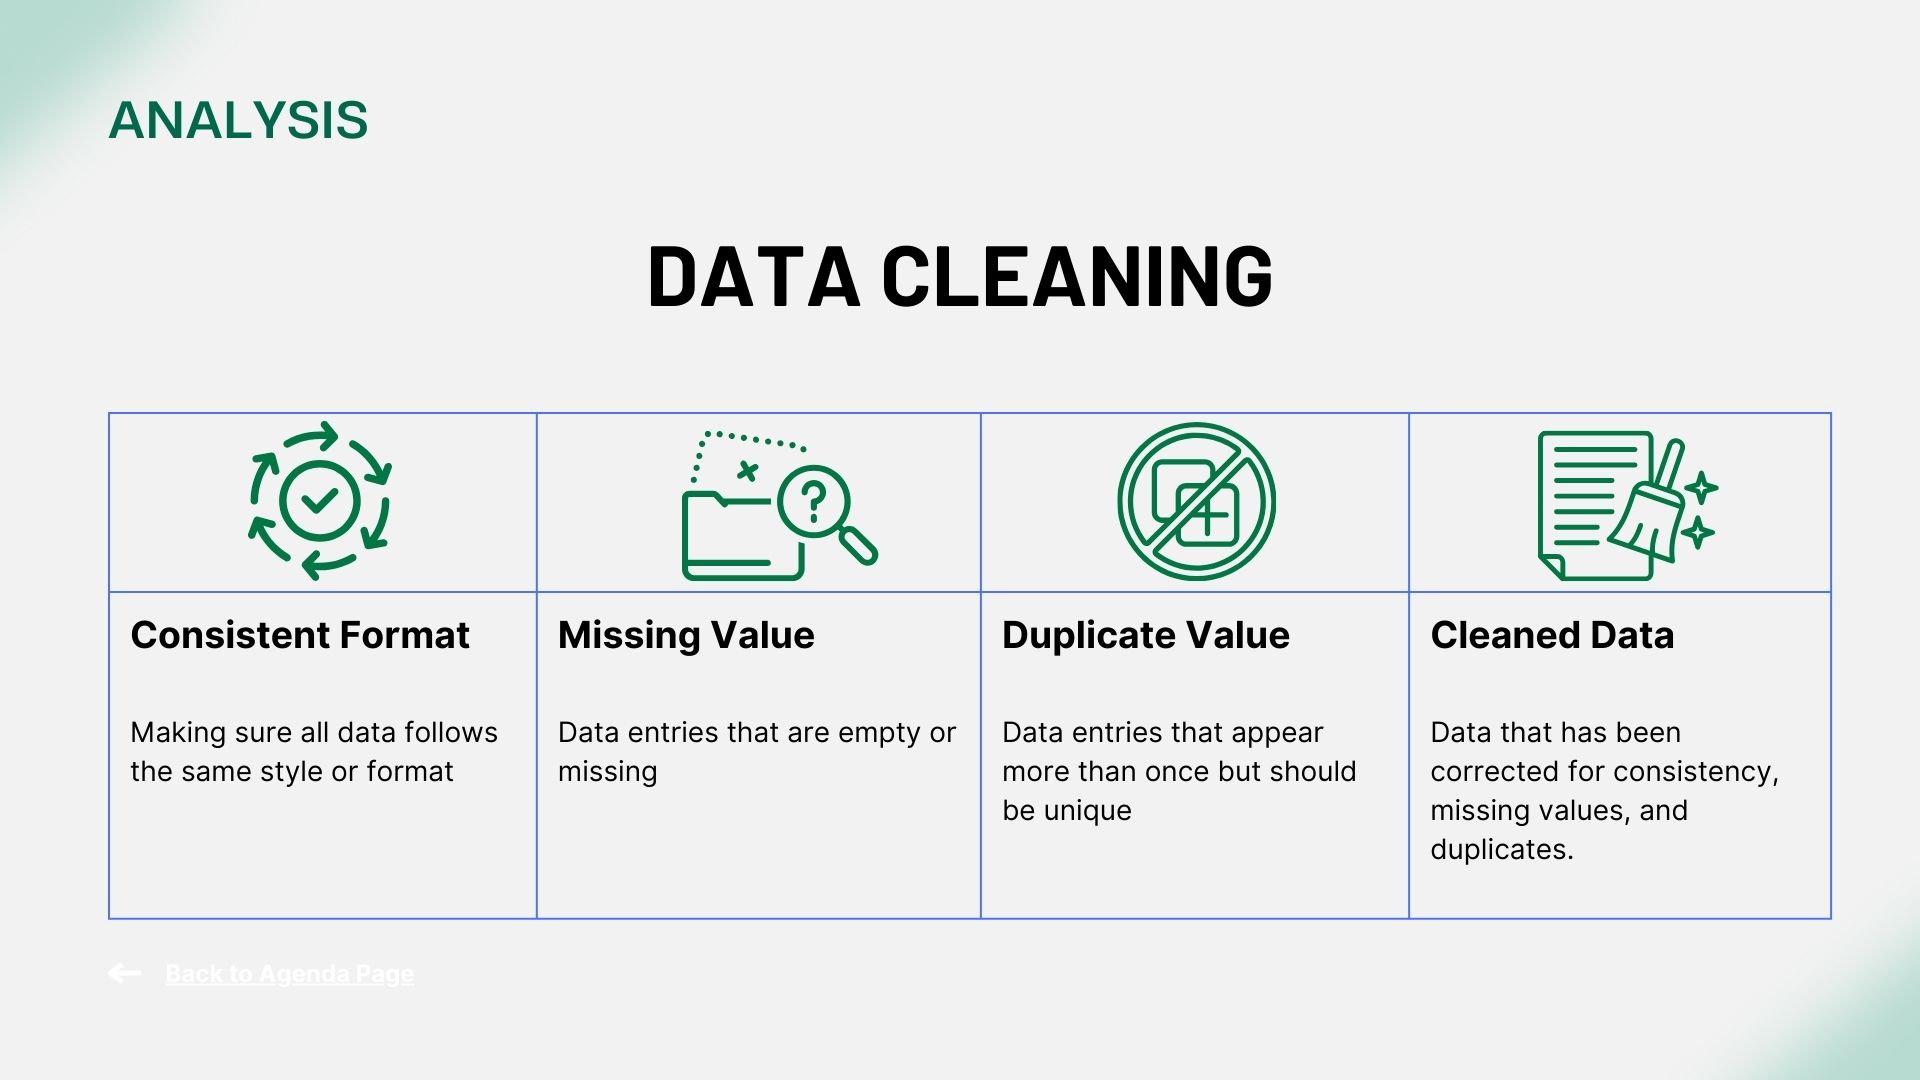 ANALYSIS
DATA CLEANING
Consistent Format
Making sure all data follows
the same style or format
Missing Value
Data entries that are empty or
missing
Duplicate Value
Data entries that appear
more than once but should
be unique
Cleaned Data
Data that has been
corrected for consistency,
missing values, and
duplicates.
Back to Agenda Page